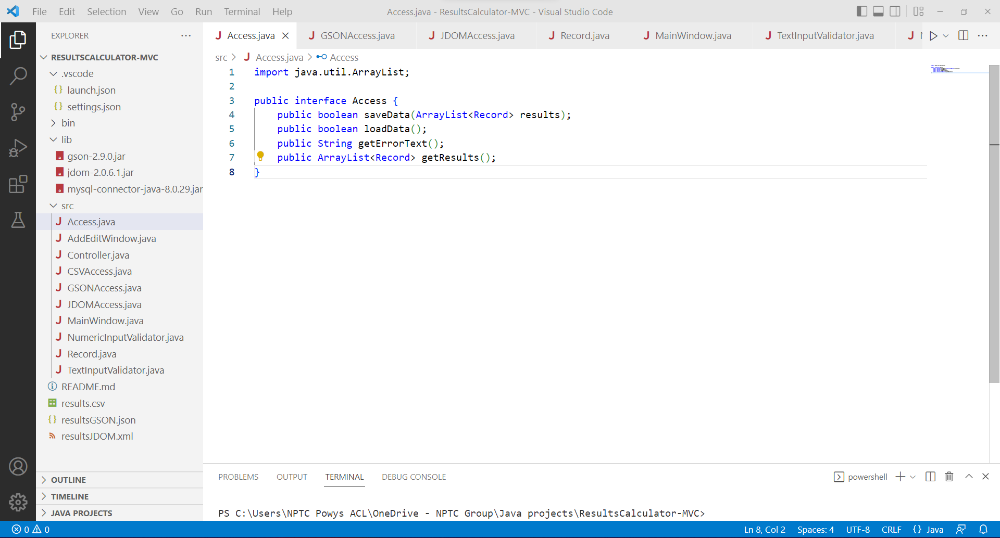 File Edit Selection View Go Run Terminal Help
Access.java - ResultsCalculator-MVC - Visual Studio Code
EXPLORER
RESULTSCALCULATOR-MVC
.vscode
{} launch.json
{} settings.json
bin
lib
gson-2.9.0.jar
jdom-2.0.6.1.jar
mysql-connector-java-8.0.29.jar
src
J Access.java
J AddEditWindow.java
J Controller.java
J CSVAccess.java
J GSONAccess.java
J JDOMAccess.java
J MainWindow.java
J NumericInputValidator.java
J Record.java
J TextInputValidator.java
README.md
results.csv
{} resultsGSON.json
resultsJDOM.xml
OUTLINE
TIMELINE
JAVA PROJECTS
J Access.java J GSONAccess.java J JDOMAccess.java J Record.java J MainWindow.java J TextInputValidator.java J
src > J Access.java > Access
1 import java.util.ArrayList;
2
3 public interface Access {
4 public boolean saveData(ArrayList<Record> results);
5 public boolean loadData();
6 public String getErrorText();
7 public ArrayList<Record> getResults();
8 }
PROBLEMS OUTPUT TERMINAL DEBUG CONSOLE
powershell
PS C:\Users\NPTC Powys ACL\OneDrive - NPTC Group\Java projects\ResultsCalculator-MVC>
0 0
Ln 8, Col 2 Spaces: 4 UTF-8 CRLF {} Java